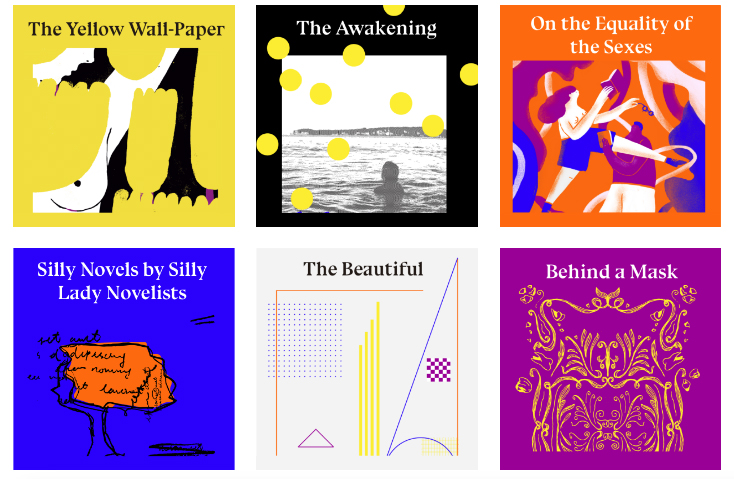 The Yellow Wall-Paper
The Awakening
On the Equality of
the Sexes
Silly Novels by Silly
Lady Novelists
The Beautiful
Behind a Mask